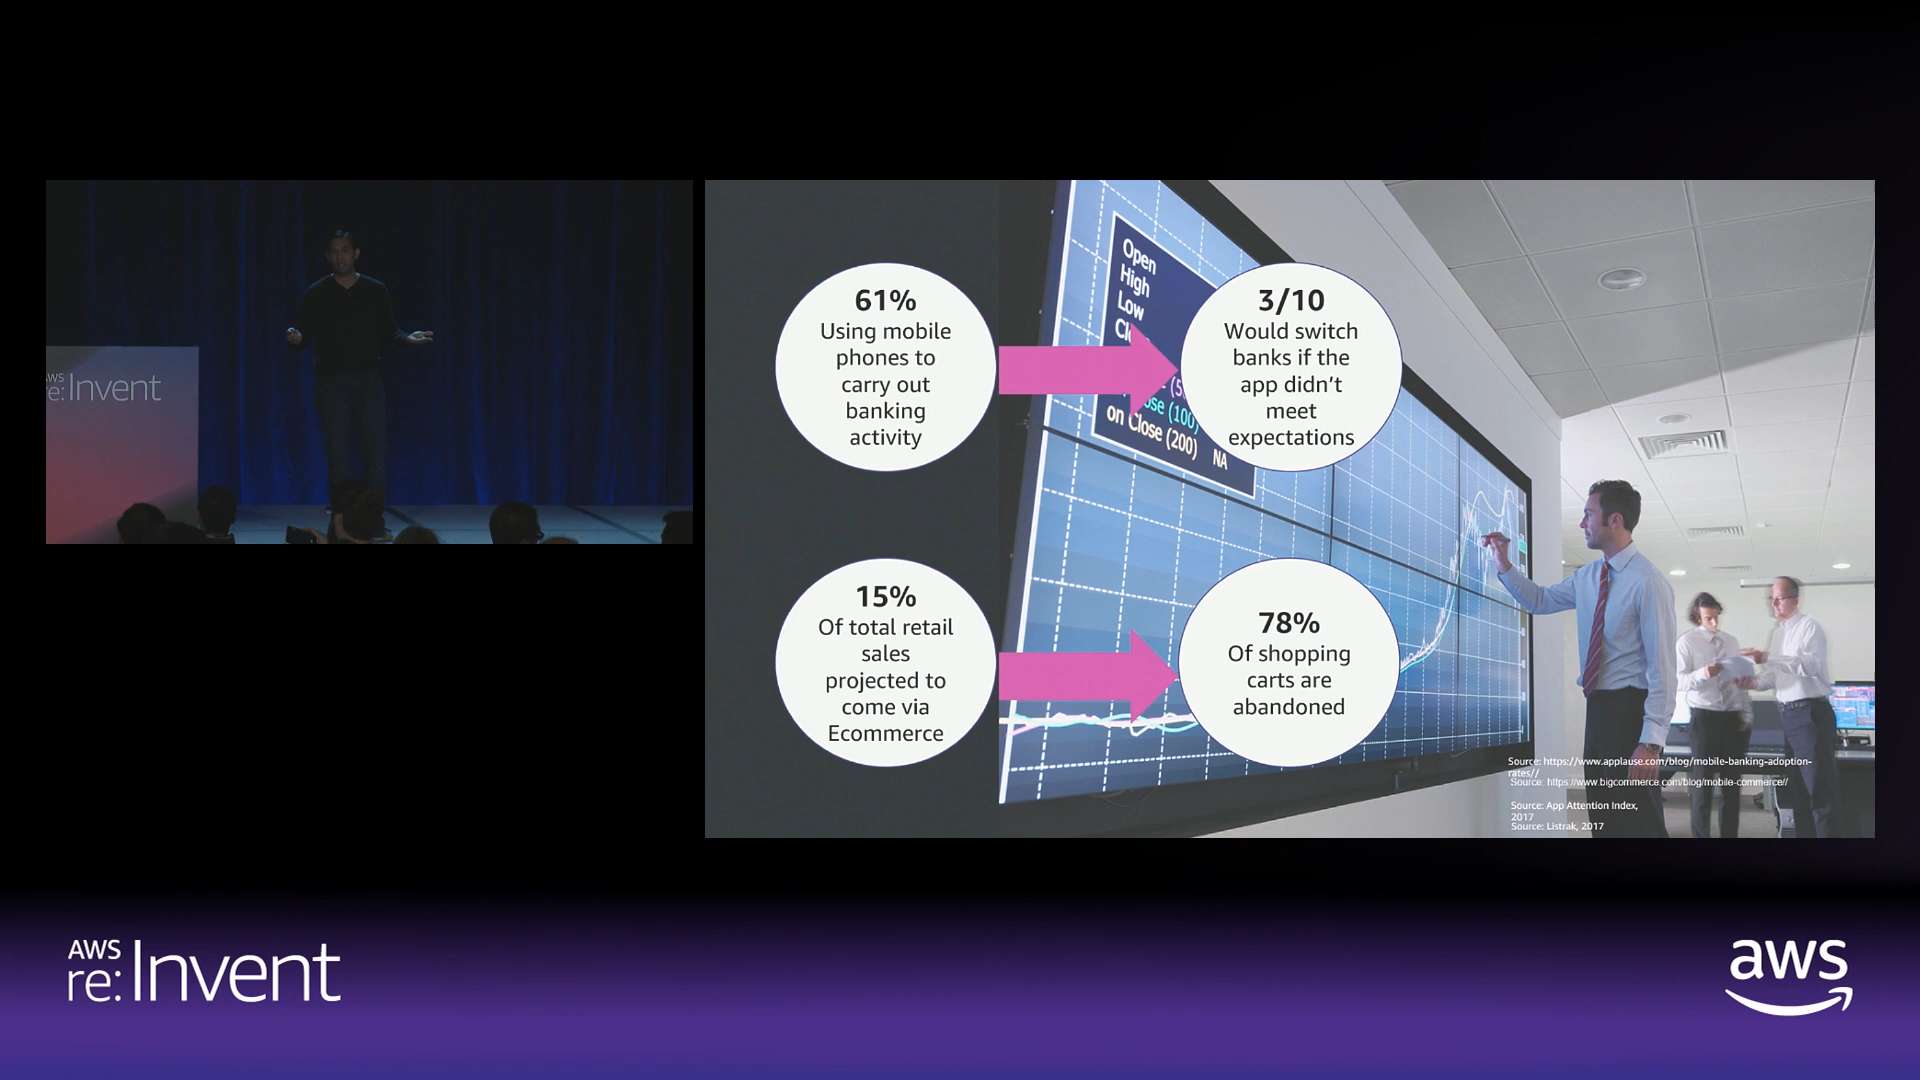 AWS
re:Invent
61%
Using mobile
phones to
carry out
banking
activity
3/10
Would switch
banks if the
app didn't
meet
expectations
15%
Of total retail
sales
projected to
come via
Ecommerce
78%
Of shopping
carts are
abandoned
Open
High
Low
on Close (200) NA
Source: https://www.applause.com/blog/mobile-banking-adoption-
rates//
Source: https://www.bigcommerce.com/blog/mobile-commerce//
Source: App Attention Index,
2017
Source: Listrak, 2017
AWS
re:Invent
aws